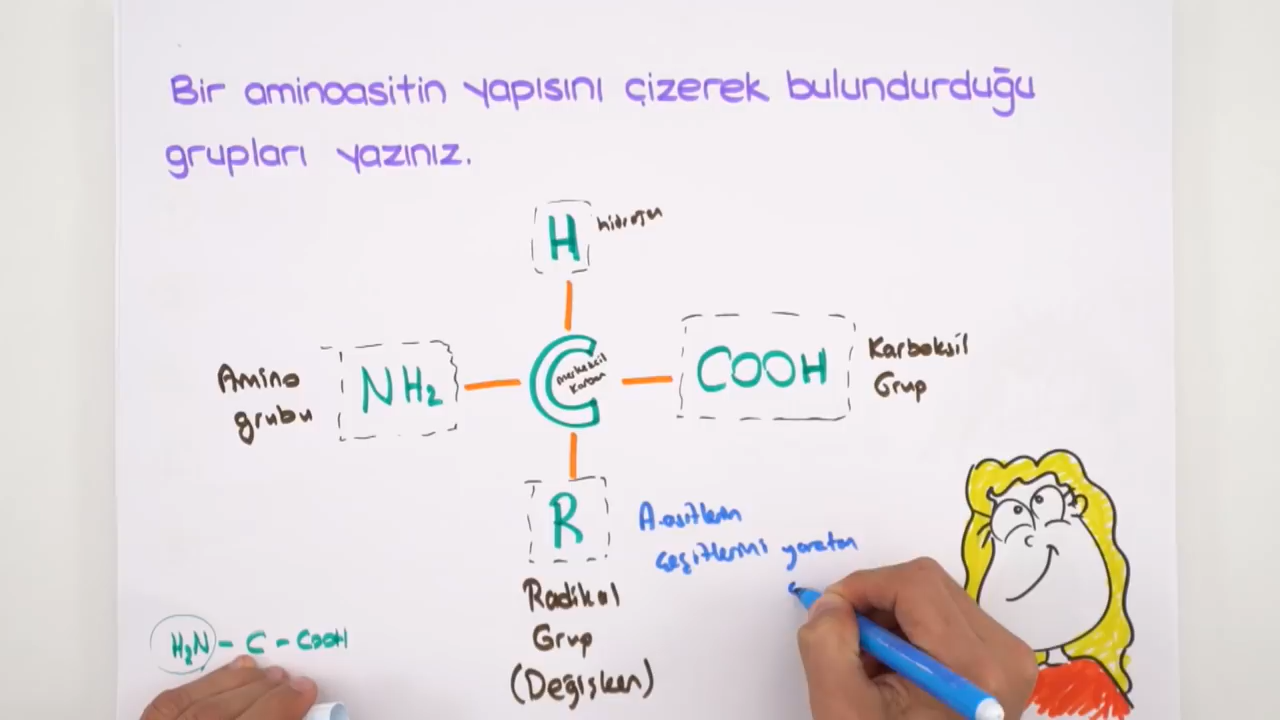 Bir aminoasitin yapısını çizerek bulundurduğu
grupları yazınız.
H hidrojen
Amino
grubu
NH₂
C
merkezcil
karbon
COOH
Karboksil
Grup
R
A.asitlerin
çeşitlerini yaratan
Radikal
Grup
(Değişken)
H₂N - C - COOH